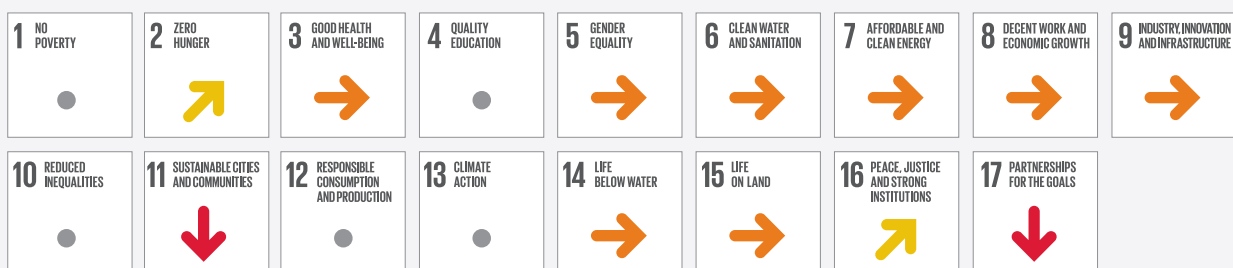 1 NO
POVERTY
2 ZERO
HUNGER
3 GOOD HEALTH
AND WELL-BEING
4 QUALITY
EDUCATION
5 GENDER
EQUALITY
6 CLEAN WATER
AND SANITATION
7 AFFORDABLE AND
CLEAN ENERGY
8 DECENT WORK AND
ECONOMIC GROWTH
9 INDUSTRY, INNOVATION
AND INFRASTRUCTURE
10 REDUCED
INEQUALITIES
11 SUSTAINABLE CITIES
AND COMMUNITIES
12 RESPONSIBLE
CONSUMPTION
AND PRODUCTION
13 CLIMATE
ACTION
14 LIFE
BELOW WATER
15 LIFE
ON LAND
16 PEACE, JUSTICE
AND STRONG
INSTITUTIONS
17 PARTNERSHIPS
FOR THE GOALS